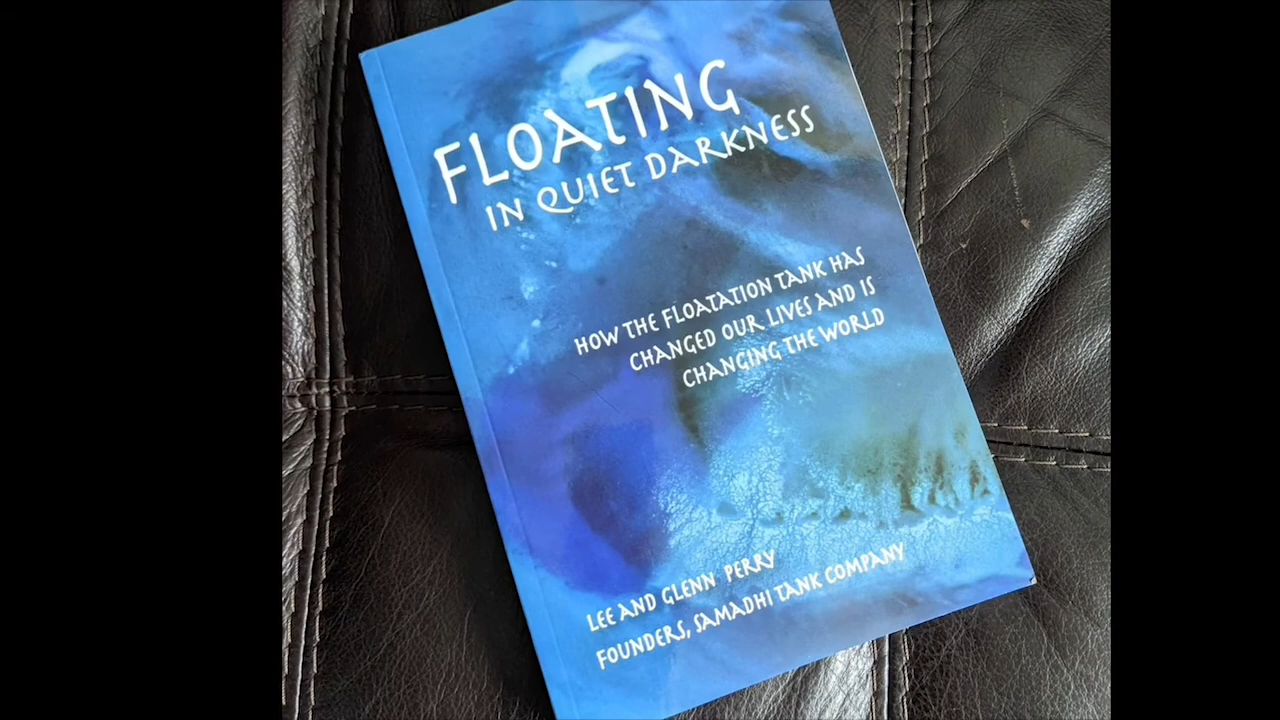 FLOATING
IN QUIET DARKNESS
HOW THE FLOATATION TANK HAS
CHANGED OUR LIVES AND IS
CHANGING THE WORLD
LEE AND GLENN PERRY
FOUNDERS, SAMADHI TANK COMPANY